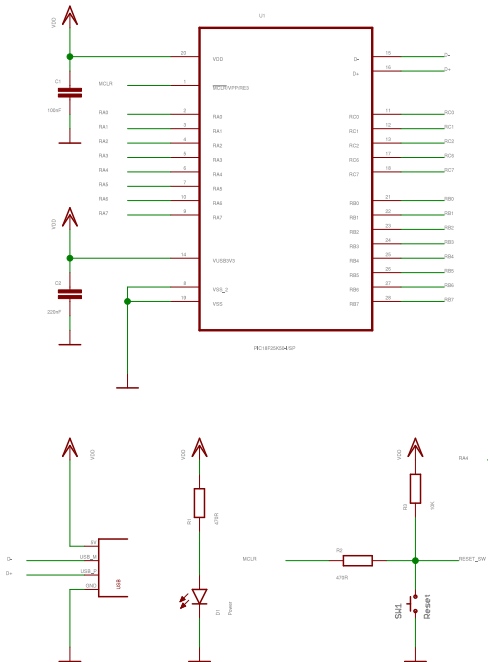 U1
VDD
20
VDD
15
D-
D-
C1
D+
16
D+
MCLR
1
MCLR/VPP/RE3
100nF
RA0
2
RA0
RC0
11
RC0
RA1
3
RA1
RC1
12
RC1
RA2
4
RA2
RC2
13
RC2
RA3
5
RA3
RC6
17
RC6
RA4
6
RA4
RC7
18
RC7
RA5
7
RA5
RA6
10
RA6
RB0
21
RB0
RA7
9
RA7
RB1
22
RB1
VDD
RB2
23
RB2
RB3
24
RB3
14
VUSB3V3
RB4
25
RB4
RB5
26
RB5
C2
8
VSS_2
RB6
27
RB6
19
VSS
RB7
28
RB7
220nF
VDD
VDD
VDD
RA4
R1
470R
R3
10K
5V
D-
USB_M
MCLR
R2
RESET_SW
D+
USB_P
470R
GND
USB
D1
Power
SW1
Reset